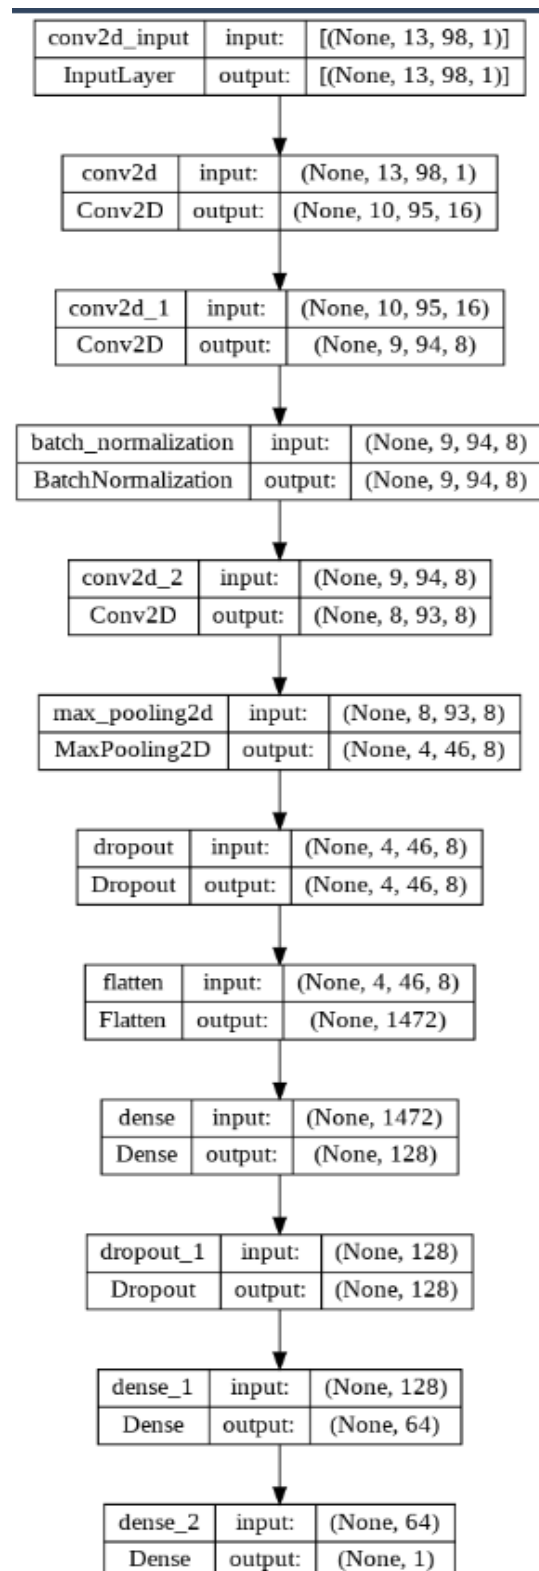 conv2d_input input: [(None, 13, 98, 1)]
InputLayer output: [(None, 13, 98, 1)]
conv2d input: (None, 13, 98, 1)
Conv2D output: (None, 10, 95, 16)
conv2d_1 input: (None, 10, 95, 16)
Conv2D output: (None, 9, 94, 8)
batch_normalization input: (None, 9, 94, 8)
BatchNormalization output: (None, 9, 94, 8)
conv2d_2 input: (None, 9, 94, 8)
Conv2D output: (None, 8, 93, 8)
max_pooling2d input: (None, 8, 93, 8)
MaxPooling2D output: (None, 4, 46, 8)
dropout input: (None, 4, 46, 8)
Dropout output: (None, 4, 46, 8)
flatten input: (None, 4, 46, 8)
Flatten output: (None, 1472)
dense input: (None, 1472)
Dense output: (None, 128)
dropout_1 input: (None, 128)
Dropout output: (None, 128)
dense_1 input: (None, 128)
Dense output: (None, 64)
dense_2 input: (None, 64)
Dense output: (None, 1)